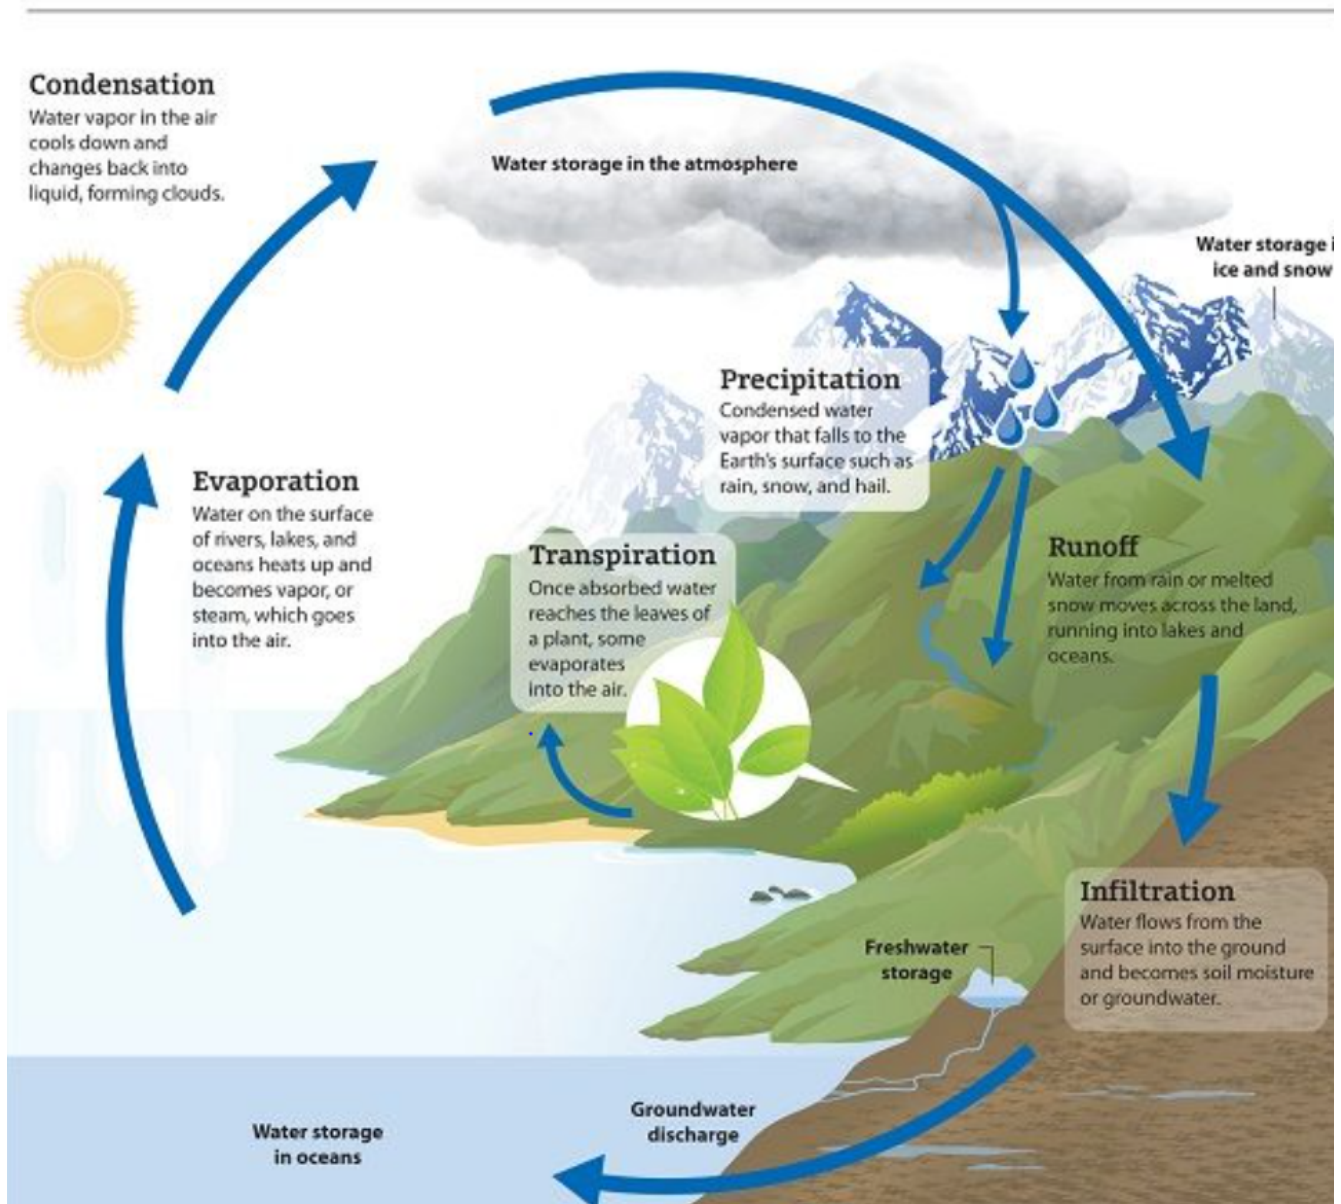 Condensation
Water vapor in the air
cools down and
changes back into
liquid, forming clouds.
Water storage in the atmosphere
Water storage i
ice and snow
Precipitation
Condensed water
vapor that falls to the
Earth's surface such as
rain, snow, and hail.
Evaporation
Water on the surface
of rivers, lakes, and
oceans heats up and
becomes vapor, or
steam, which goes
into the air.
Transpiration
Once absorbed water
reaches the leaves of
a plant, some
evaporates
into the air.
Runoff
Water from rain or melted
snow moves across the land,
running into lakes and
oceans.
Infiltration
Water flows from the
surface into the ground
and becomes soil moisture
or groundwater.
Freshwater
storage
Groundwater
discharge
Water storage
in oceans